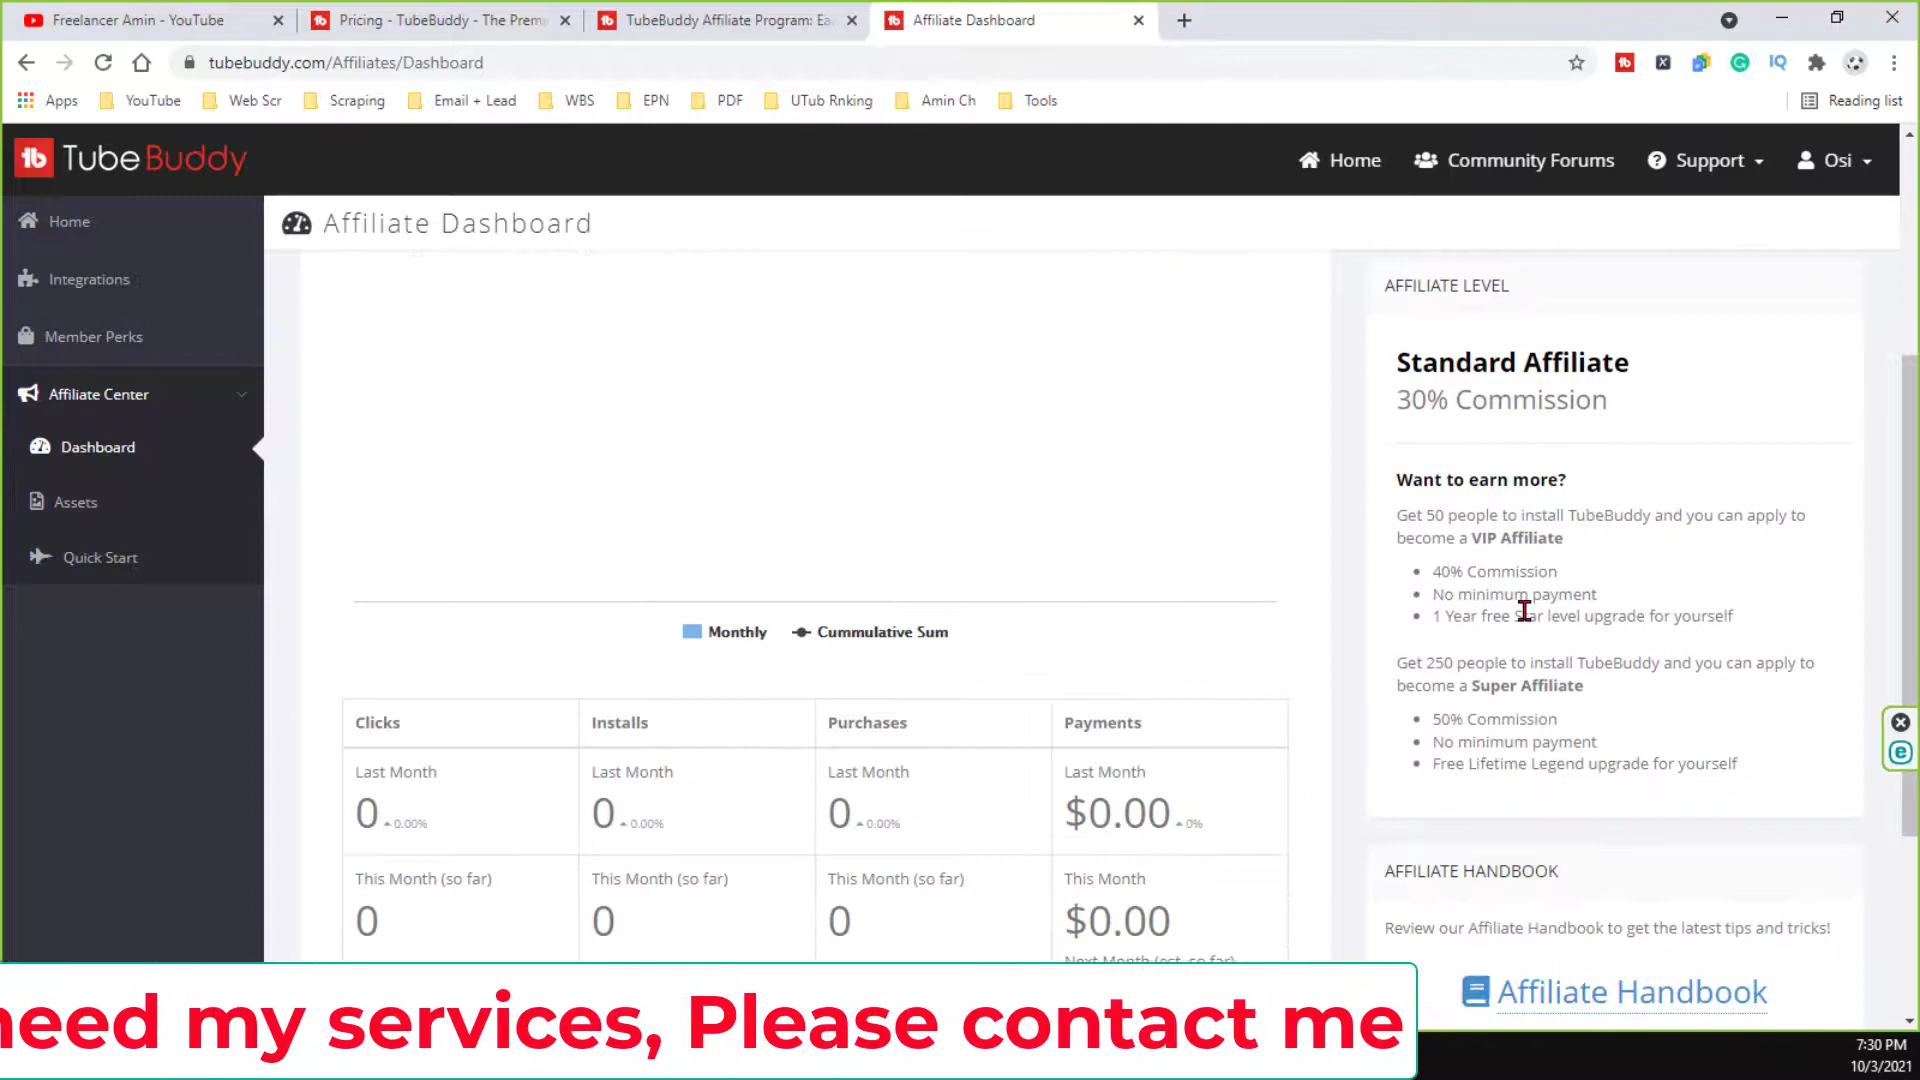 Freelancer Amin - YouTube
Pricing - TubeBuddy - The Prem
TubeBuddy Affiliate Program: Ea
Affiliate Dashboard
tubebuddy.com/Affiliates/Dashboard
Apps
YouTube
Web Scr
Scraping
Email + Lead
WBS
EPN
PDF
UTub Rnking
Amin Ch
Tools
Reading list
TubeBuddy
Home
Community Forums
Support
Osi
Home
Integrations
Member Perks
Affiliate Center
Dashboard
Assets
Quick Start
Affiliate Dashboard
Monthly
Cummulative Sum
Clicks
Installs
Purchases
Payments
Last Month
Last Month
Last Month
Last Month
0 0.00%
0 0.00%
0 0.00%
$0.00 0%
This Month (so far)
This Month (so far)
This Month (so far)
This Month
0
0
0
$0.00
Next Month (est. so far)
AFFILIATE LEVEL
Standard Affiliate
30% Commission
Want to earn more?
Get 50 people to install TubeBuddy and you can apply to
become a VIP Affiliate
• 40% Commission
• No minimum payment
• 1 Year free Star level upgrade for yourself
Get 250 people to install TubeBuddy and you can apply to
become a Super Affiliate
• 50% Commission
• No minimum payment
• Free Lifetime Legend upgrade for yourself
AFFILIATE HANDBOOK
Review our Affiliate Handbook to get the latest tips and tricks!
Affiliate Handbook
need my services, Please contact me
7:30 PM
10/3/2021